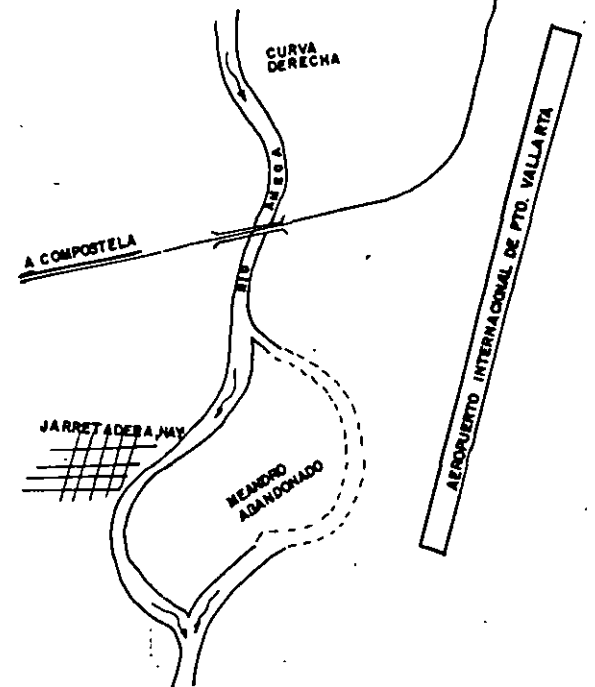 CURVA
DERECHA
RIO AMECA
A COMPOSTELA
JARRETADERA, NAY.
MEANDRO
ABANDONADO
AEROPUERTO INTERNACIONAL DE PTO. VALLARTA